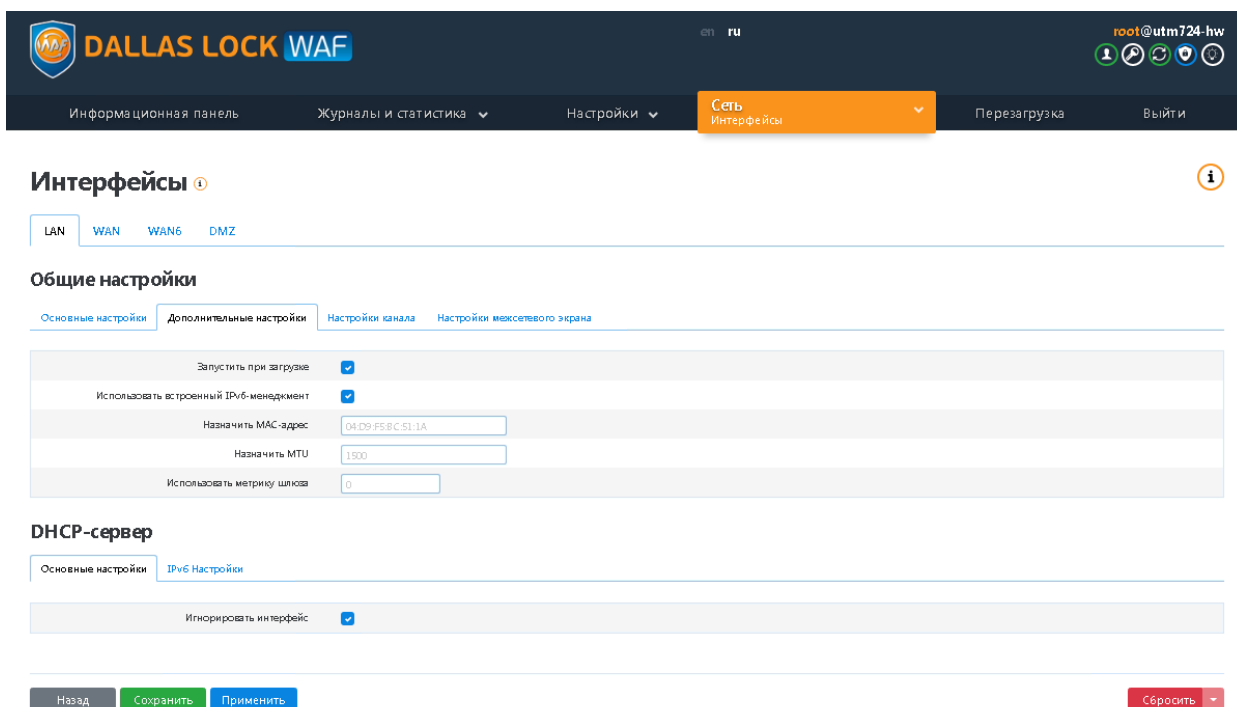 WAF DALLAS LOCK WAF
en ru
root@utm724-hw
Информационная панель
Журналы и статистика
Настройки
Сеть
Интерфейсы
Перезагрузка
Выйти
Интерфейсы
LAN WAN WAN6 DMZ
Общие настройки
Основные настройки Дополнительные настройки Настройки канала Настройки межсетевого экрана
Запустить при загрузке
Использовать встроенный IPv6-менеджмент
Назначить MAC-адрес 04:D9:F5:BC:51:1A
Назначить MTU 1500
Использовать метрику шлюза 0
DHCP-сервер
Основные настройки IPv6 Настройки
Игнорировать интерфейс
Назад Сохранить Применить Сбросить